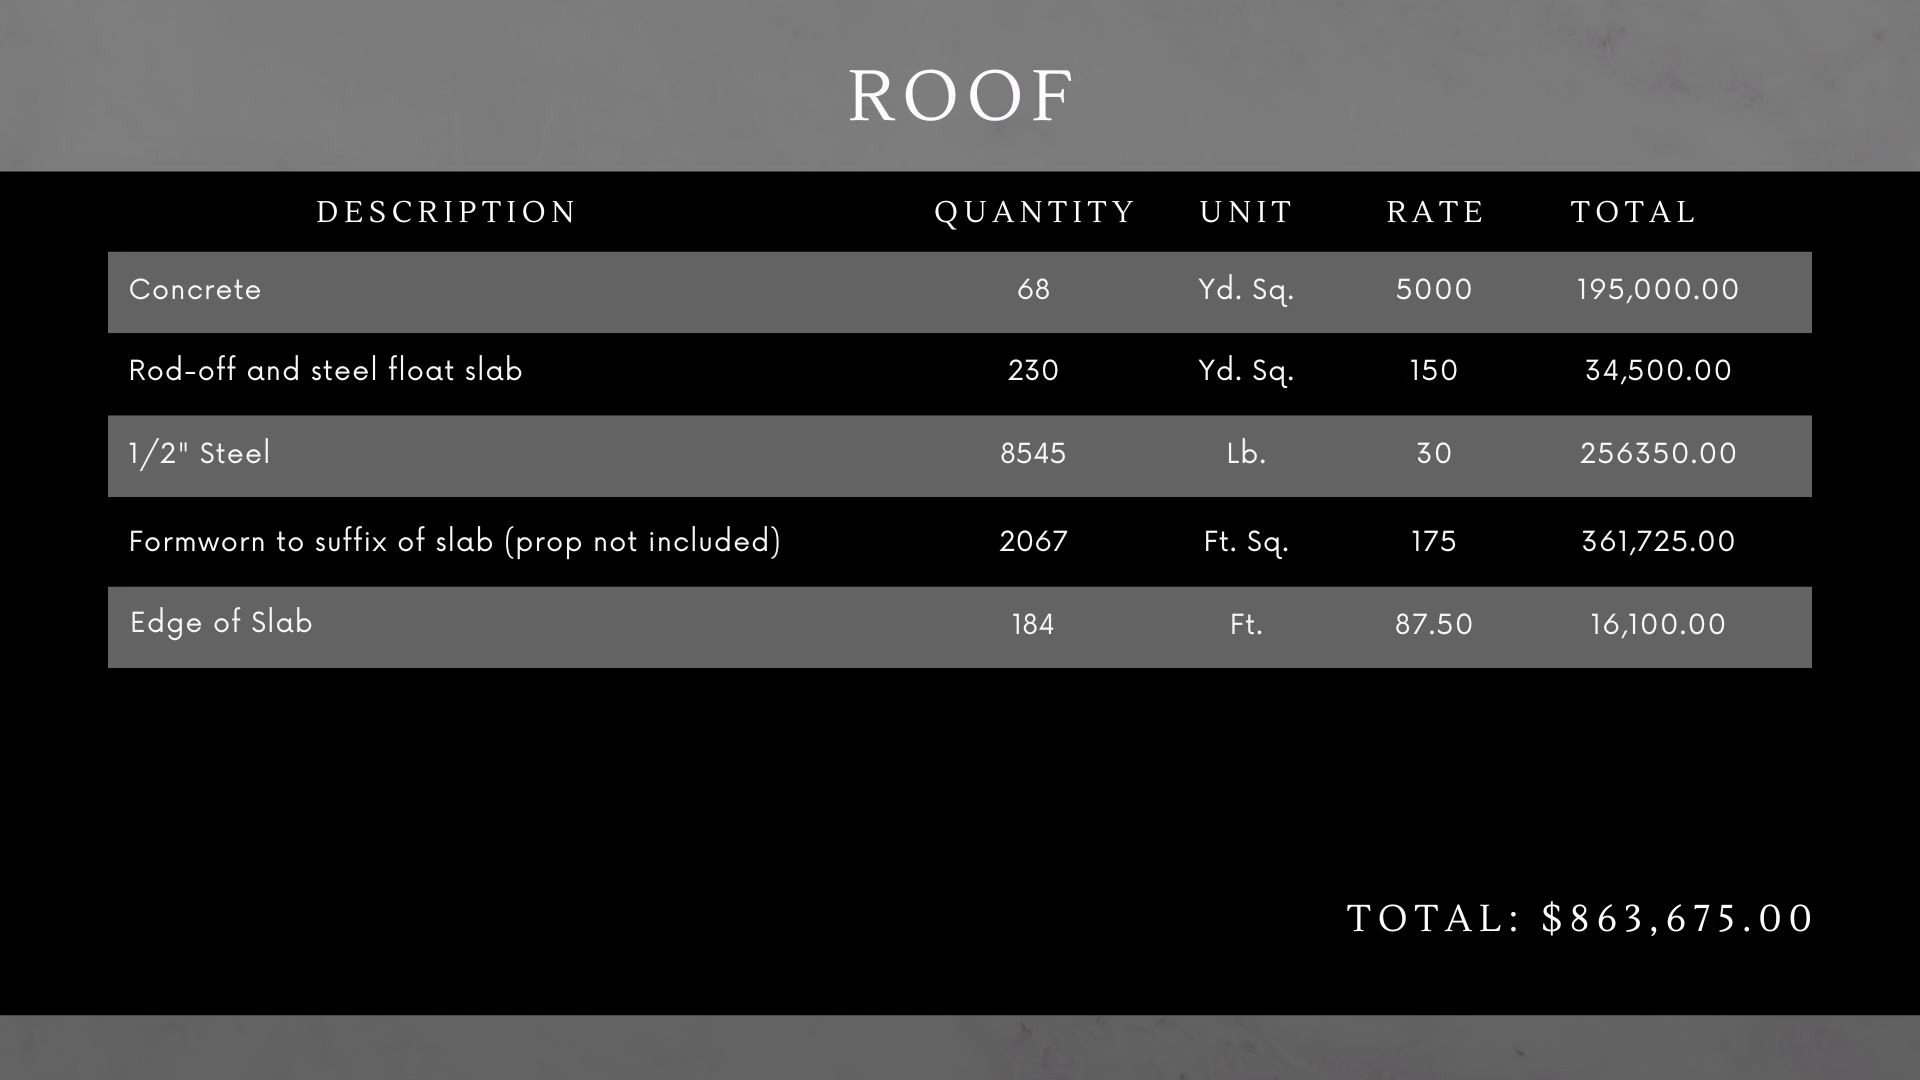 ROOF
DESCRIPTION QUANTITY UNIT RATE TOTAL
Concrete 68 Yd. Sq. 5000 195,000.00
Rod-off and steel float slab 230 Yd. Sq. 150 34,500.00
1/2" Steel 8545 Lb. 30 256350.00
Formworn to suffix of slab (prop not included) 2067 Ft. Sq. 175 361,725.00
Edge of Slab 184 Ft. 87.50 16,100.00
TOTAL: $863,675.00